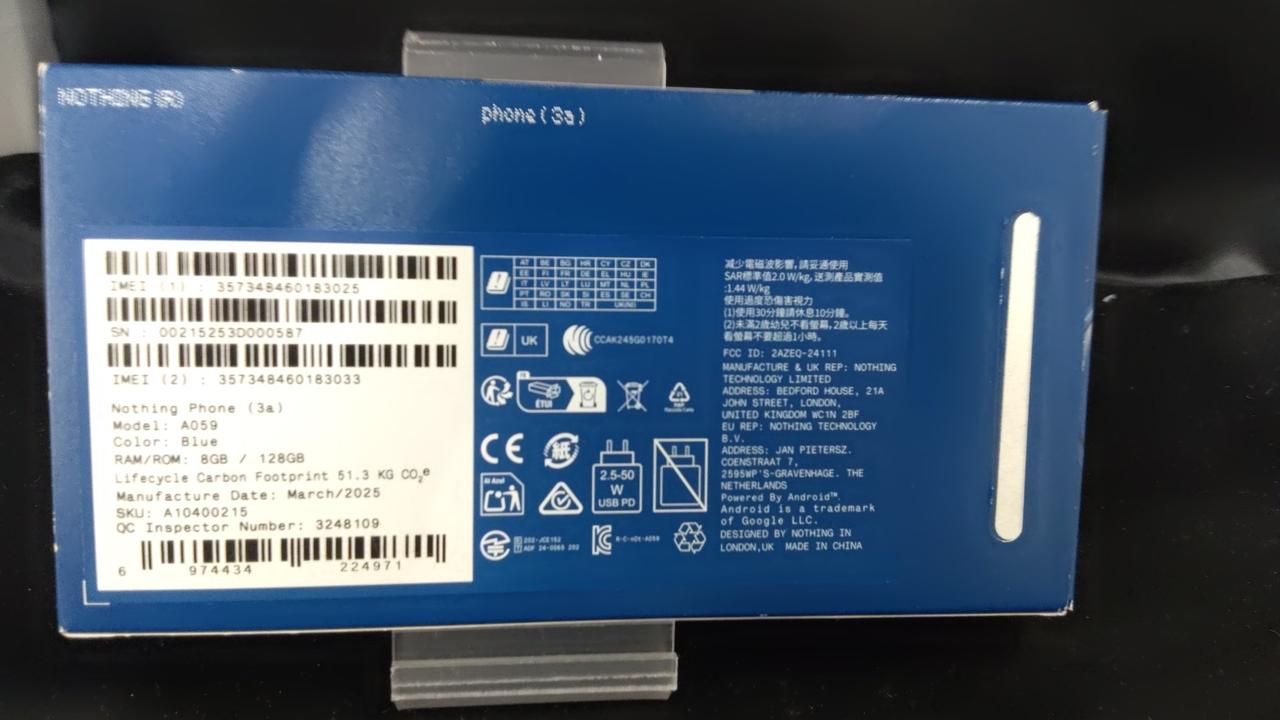 NOTHING (R)
phone (3a)
IMEI (1) : 357348460183025
SN : 00215253D000587
IMEI (2) : 357348460183033
Nothing Phone (3a)
Model: A059
Color: Blue
RAM/ROM: 8GB / 128GB
Lifecycle Carbon Footprint 51.3 KG CO₂e
Manufacture Date: March/2025
SKU: A10400215
QC Inspector Number: 3248109
6 974434 224971
AT BE BG HR CY CZ DK
EE FI FR DE EL HU IE
IT LV LT LU MT NL PL
PT RO SK SI ES SE CH
IS LI NO TR UK(NI)
UK
CCAK245G0170T4
FR
ÉTUI
CE
紙
2.5-50
W
USB PD
Al Azul
R-C-nOt-A059
減少電磁波影響,請妥適使用
SAR標準值2.0 W/kg, 送測產品實測值
:1.44 W/kg
使用過度恐傷害視力
(1)使用30分鐘請休息10分鐘。
(2)未滿2歲幼兒不看螢幕, 2歲以上每天
看螢幕不要超過1小時。
FCC ID: 2AZEQ-24111
MANUFACTURE & UK REP: NOTHING
TECHNOLOGY LIMITED
ADDRESS: BEDFORD HOUSE, 21A
JOHN STREET, LONDON,
UNITED KINGDOM WC1N 2BF
EU REP: NOTHING TECHNOLOGY
B.V.
ADDRESS: JAN PIETERSZ.
COENSTRAAT 7,
2595WP'S-GRAVENHAGE. THE
NETHERLANDS
Powered By Android™.
Android is a trademark
of Google LLC.
DESIGNED BY NOTHING IN
LONDON,UK MADE IN CHINA